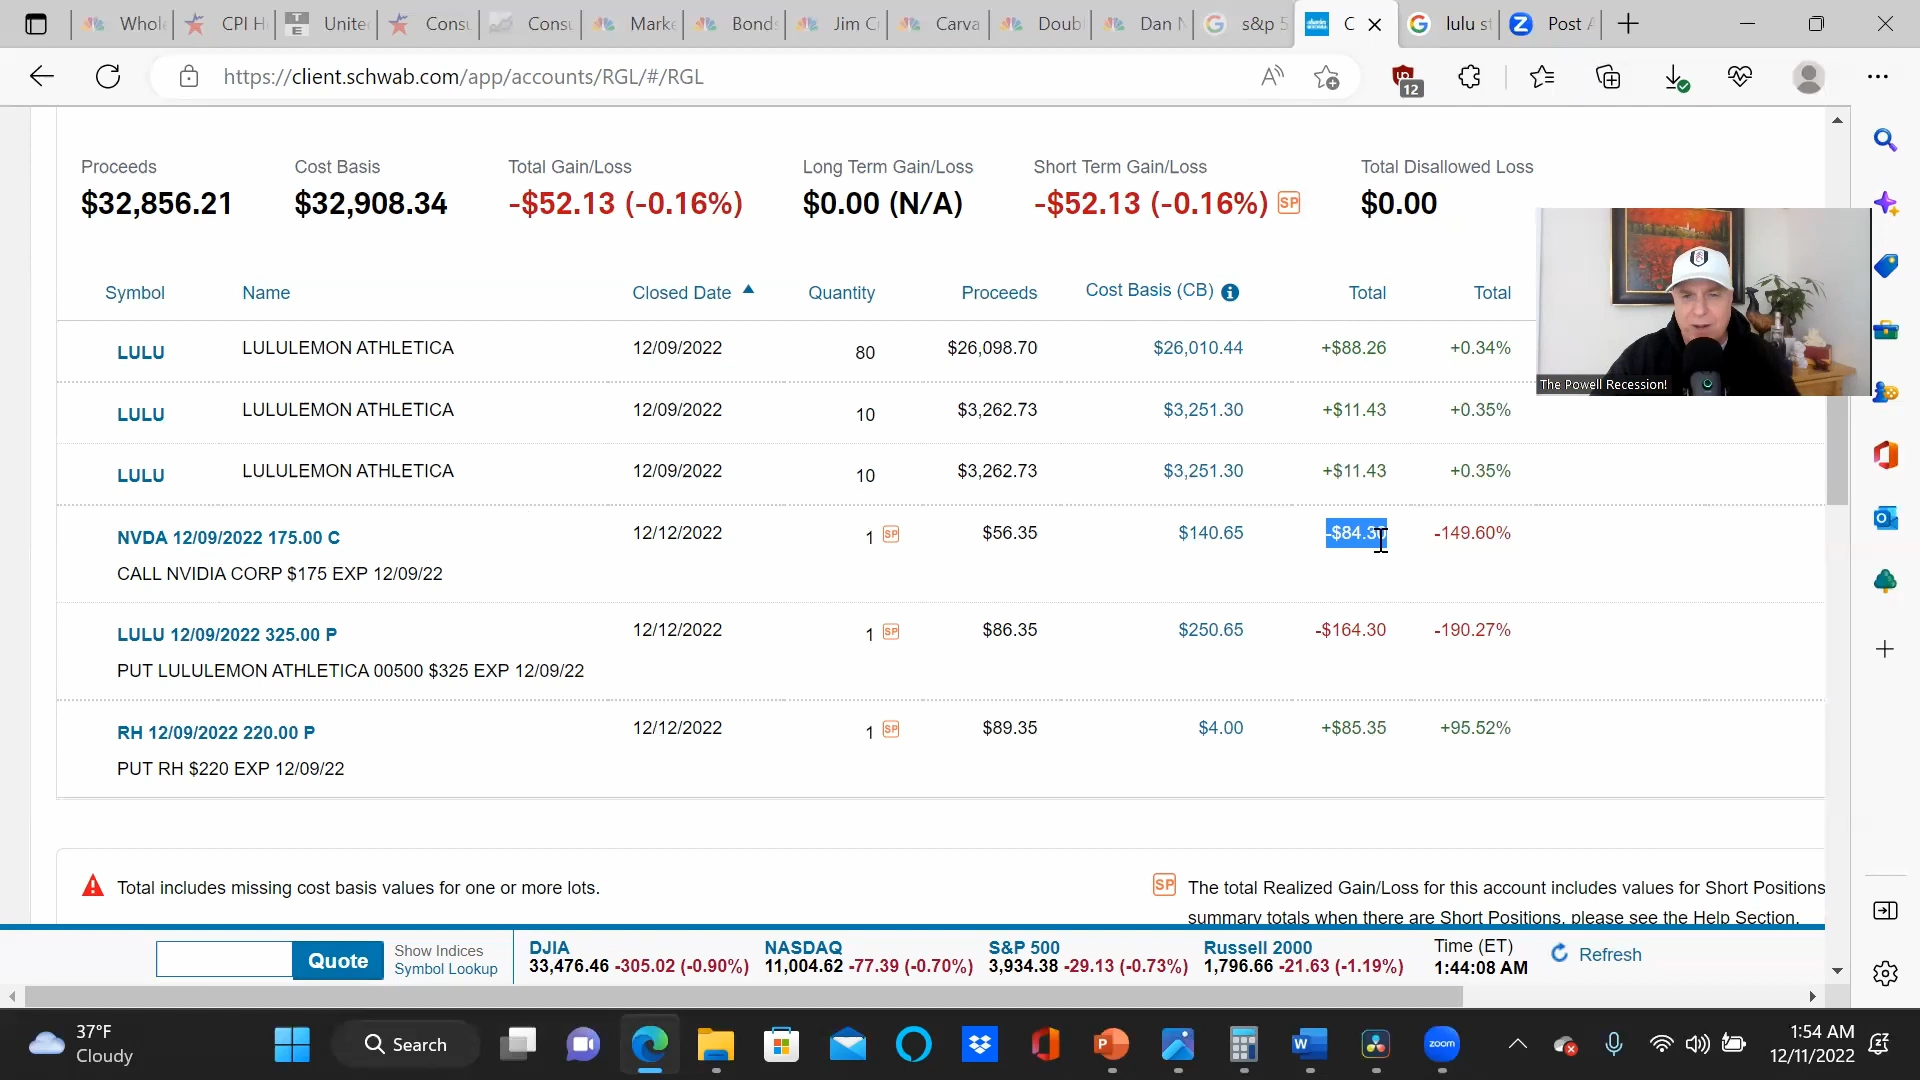 Whol
CPI H
Unite
Const
Const
Marke
Bonds
Jim C
Carva
Doub
Dan N
s&p 5
C
lulu st
Post A
https://client.schwab.com/app/accounts/RGL/#/RGL
12
Proceeds Cost Basis Total Gain/Loss Long Term Gain/Loss Short Term Gain/Loss Total Disallowed Loss
$32,856.21 $32,908.34 -$52.13 (-0.16%) $0.00 (N/A) -$52.13 (-0.16%) SP $0.00
Symbol Name Closed Date Quantity Proceeds Cost Basis (CB) Total Total
LULU LULULEMON ATHLETICA 12/09/2022 80 $26,098.70 $26,010.44 +$88.26 +0.34%
The Powell Recession!
LULU LULULEMON ATHLETICA 12/09/2022 10 $3,262.73 $3,251.30 +$11.43 +0.35%
LULU LULULEMON ATHLETICA 12/09/2022 10 $3,262.73 $3,251.30 +$11.43 +0.35%
NVDA 12/09/2022 175.00 C 12/12/2022 1 SP $56.35 $140.65 -$84.30 -149.60%
CALL NVIDIA CORP $175 EXP 12/09/22
LULU 12/09/2022 325.00 P 12/12/2022 1 SP $86.35 $250.65 -$164.30 -190.27%
PUT LULULEMON ATHLETICA 00500 $325 EXP 12/09/22
RH 12/09/2022 220.00 P 12/12/2022 1 SP $89.35 $4.00 +$85.35 +95.52%
PUT RH $220 EXP 12/09/22
Total includes missing cost basis values for one or more lots.
SP The total Realized Gain/Loss for this account includes values for Short Positions
summary totals when there are Short Positions, please see the Help Section.
Quote
Show Indices
Symbol Lookup
DJIA
33,476.46 -305.02 (-0.90%)
NASDAQ
11,004.62 -77.39 (-0.70%)
S&P 500
3,934.38 -29.13 (-0.73%)
Russell 2000
1,796.66 -21.63 (-1.19%)
Time (ET)
1:44:08 AM
Refresh
37°F
Cloudy
Search
zoom
1:54 AM
12/11/2022